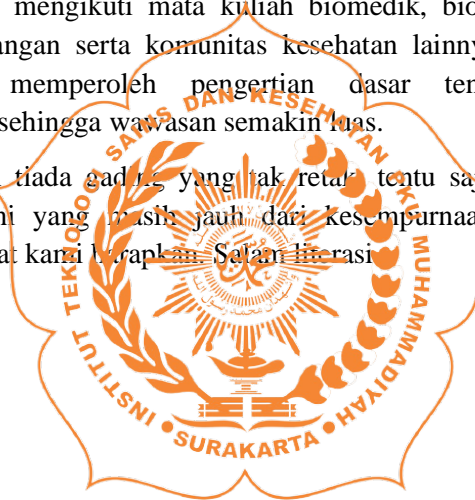 mengikuti mata kuliah biomedik, bio
angan serta komunitas kesehatan lainny
memperoleh pengertian dasar ten
sehingga wawasan semakin luas.
tiada gading yang tak retak, tentu sa
ni yang masih jauh dari kesempurnaa
at kami harapkan. Salam literasi
INSTITUT TEKNOLOGI SAINS DAN KESEHATAN PKU MUHAMMADIYAH
SURAKARTA